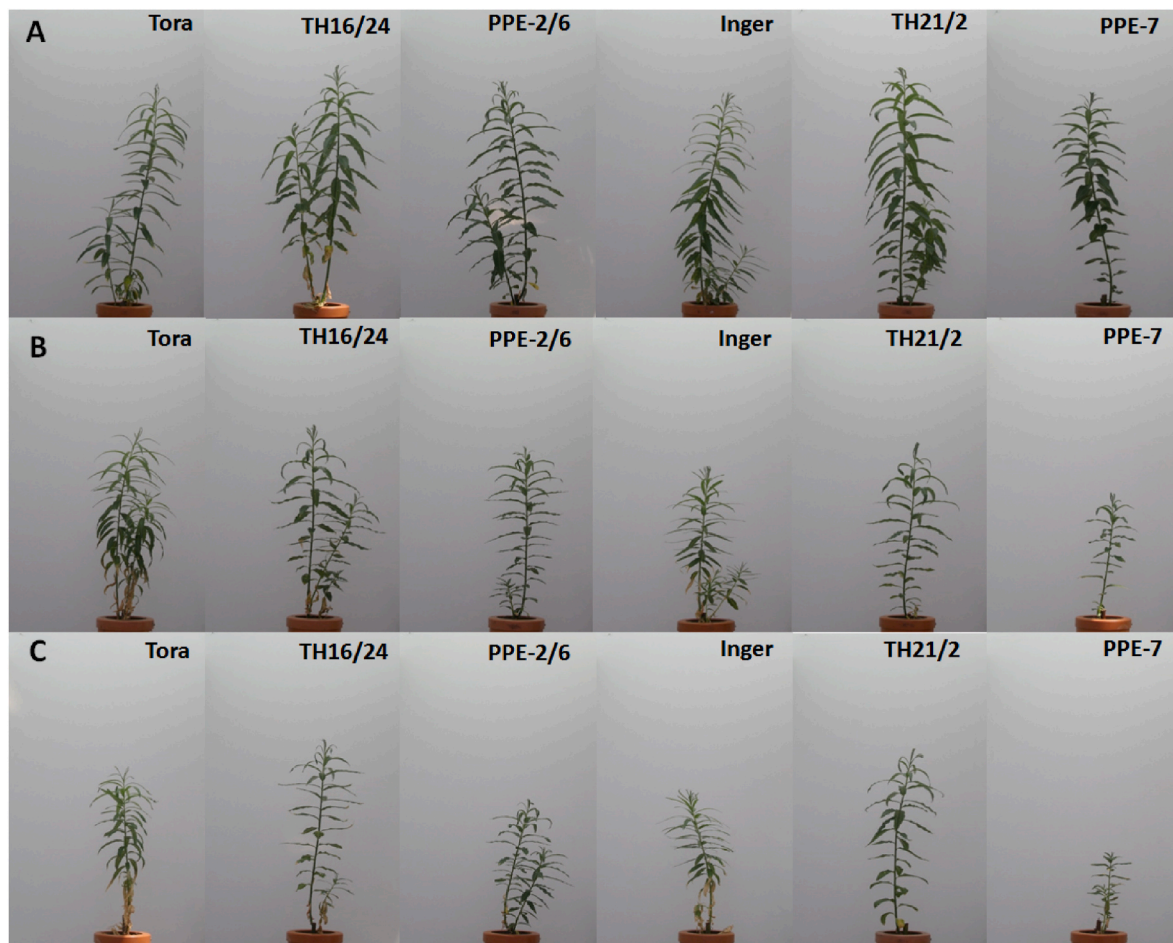 A Tora TH16/24 PPE-2/6 Inger TH21/2 PPE-7
B Tora TH16/24 PPE-2/6 Inger TH21/2 PPE-7
C Tora TH16/24 PPE-2/6 Inger TH21/2 PPE-7